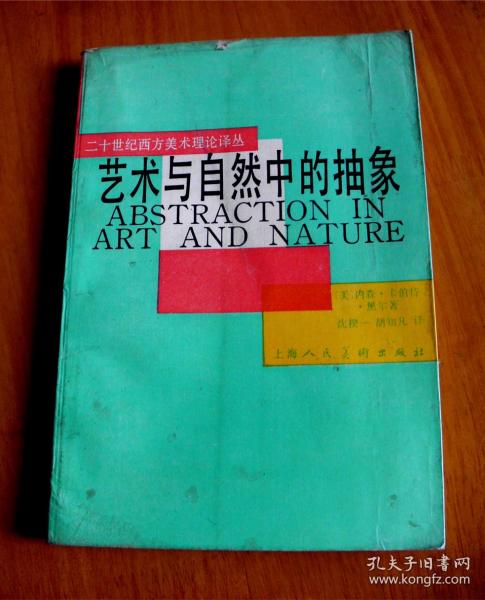 二十世纪西方美术理论译丛
艺术与自然中的抽象
ABSTRACTION IN
ART AND NATURE
〔美〕内森·卡伯特
·黑尔著
沈揆一 胡知凡 译
上海人民美術出版社
孔夫子旧书网
www.kongfz.com